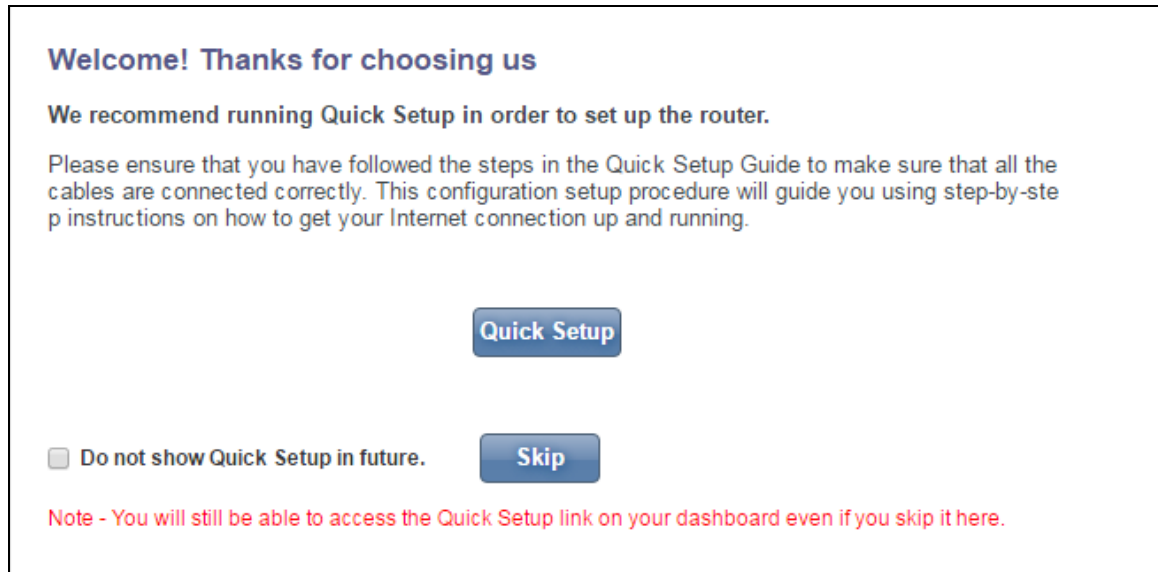 Welcome! Thanks for choosing us
We recommend running Quick Setup in order to set up the router.
Please ensure that you have followed the steps in the Quick Setup Guide to make sure that all the
cables are connected correctly. This configuration setup procedure will guide you using step-by-ste
p instructions on how to get your Internet connection up and running.
Quick Setup
Do not show Quick Setup in future.
Skip
Note - You will still be able to access the Quick Setup link on your dashboard even if you skip it here.